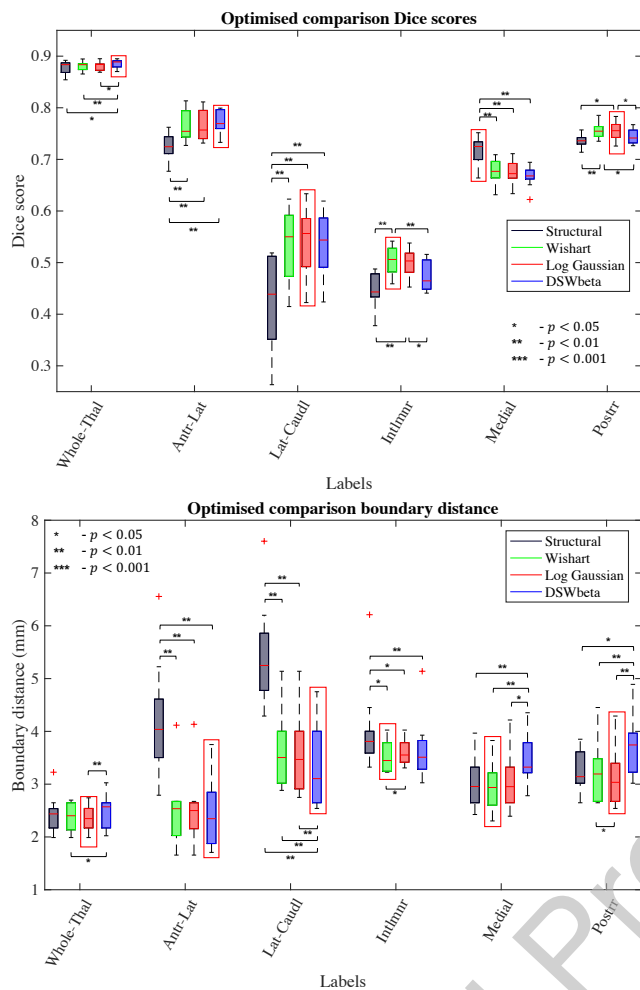 Optimised comparison Dice scores
0.9
0.8
0.7
0.6
0.5
0.4
0.3
Dice score
**
*
*
**
**
**
**
**
**
**
**
**
**
*
**
**
**
*
*
**
*
Structural
Wishart
Log Gaussian
DSWbeta
* - p < 0.05
** - p < 0.01
*** - p < 0.001
Whole-Thal
Antr-Lat
Lat-Caudl
Intlmnr
Medial
Postrr
Labels
Optimised comparison boundary distance
8
7
6
5
4
3
2
1
Boundary distance (mm)
* - p < 0.05
** - p < 0.01
*** - p < 0.001
Structural
Wishart
Log Gaussian
DSWbeta
**
*
**
**
**
**
**
**
**
**
**
*
*
*
**
**
*
*
**
**
*
Whole-Thal
Antr-Lat
Lat-Caudl
Intlmnr
Medial
Postrr
Labels